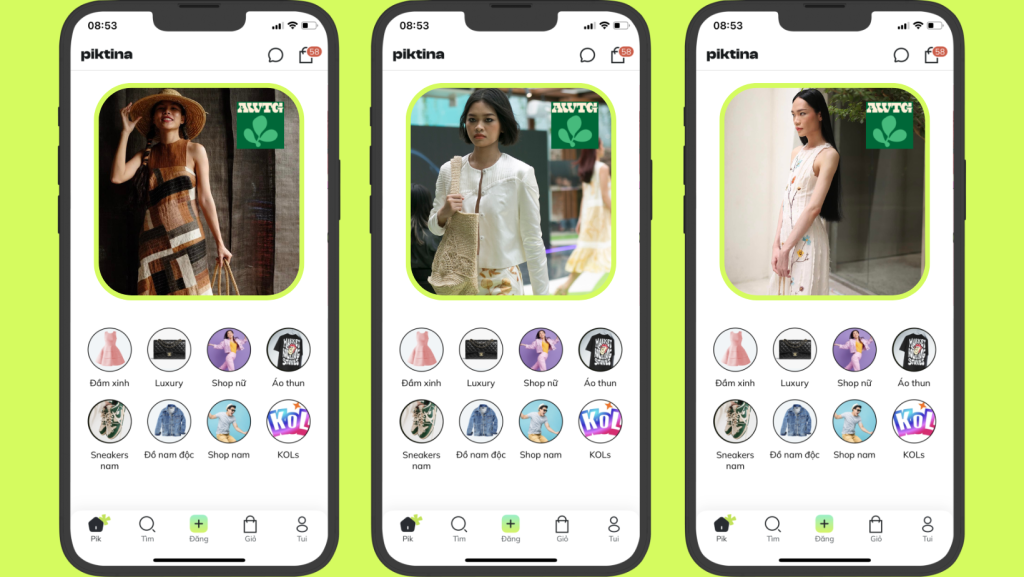 08:53
piktina
58
AWTG
Đầm xinh
Luxury
Shop nữ
Áo thun
KOL
Sneakers
nam
Đồ nam độc
Shop nam
KOLs
Pik
Tìm
Đăng
Giỏ
Tui
08:53
piktina
58
AWTG
Đầm xinh
Luxury
Shop nữ
Áo thun
KOL
Sneakers
nam
Đồ nam độc
Shop nam
KOLs
Pik
Tìm
Đăng
Giỏ
Tui
08:53
piktina
58
AWTG
Đầm xinh
Luxury
Shop nữ
Áo thun
KOL
Sneakers
nam
Đồ nam độc
Shop nam
KOLs
Pik
Tìm
Đăng
Giỏ
Tui